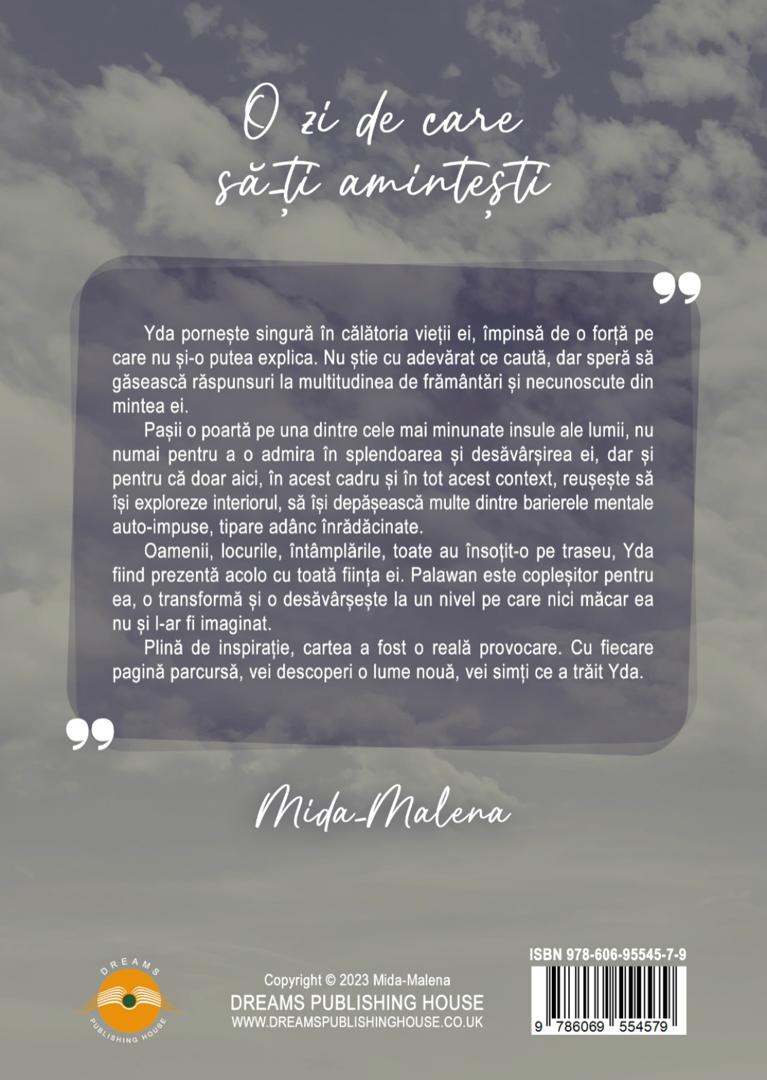 O zi de care
să-ți amintești
Yda pornește singură în călătoria vieții ei, împinsă de o forță pe
care nu și-o putea explica. Nu știe cu adevărat ce caută, dar speră să
găsească răspunsuri la multitudinea de frământări și necunoscute din
mintea ei.
Pașii o poartă pe una dintre cele mai minunate insule ale lumii, nu
numai pentru a o admira în splendoarea și desăvârșirea ei, dar și
pentru că doar aici, în acest cadru și în tot acest context, reușește să
își exploreze interiorul, să își depășească multe dintre barierele mentale
auto-impuse, tipare adânc înrădăcinate.
Oamenii, locurile, întâmplările, toate au însoțit-o pe traseu, Yda
fiind prezentă acolo cu toată ființa ei. Palawan este copleșitor pentru
ea, o transformă și o desăvârșește la un nivel pe care nici măcar ea
nu și l-ar fi imaginat.
Plină de inspirație, cartea a fost o reală provocare. Cu fiecare
pagină parcursă, vei descoperi o lume nouă, vei simți ce a trăit Yda.
Mida-Malena
DREAMS
PUBLISHING HOUSE
Copyright © 2023 Mida-Malena
DREAMS PUBLISHING HOUSE
WWW.DREAMSPUBLISHINGHOUSE.CO.UK
ISBN 978-606-95545-7-9
9 786069 554579